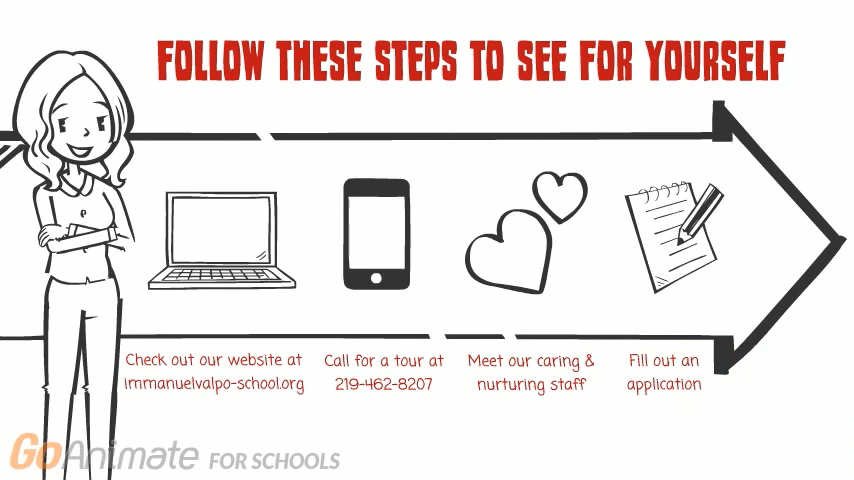 FOLLOW THESE STEPS TO SEE FOR YOURSELF
Check out our website at
immanuelvalpo-school.org
Call for a tour at
219-462-8207
Meet our caring &
nurturing staff
Fill out an
application
GoAnimate FOR SCHOOLS